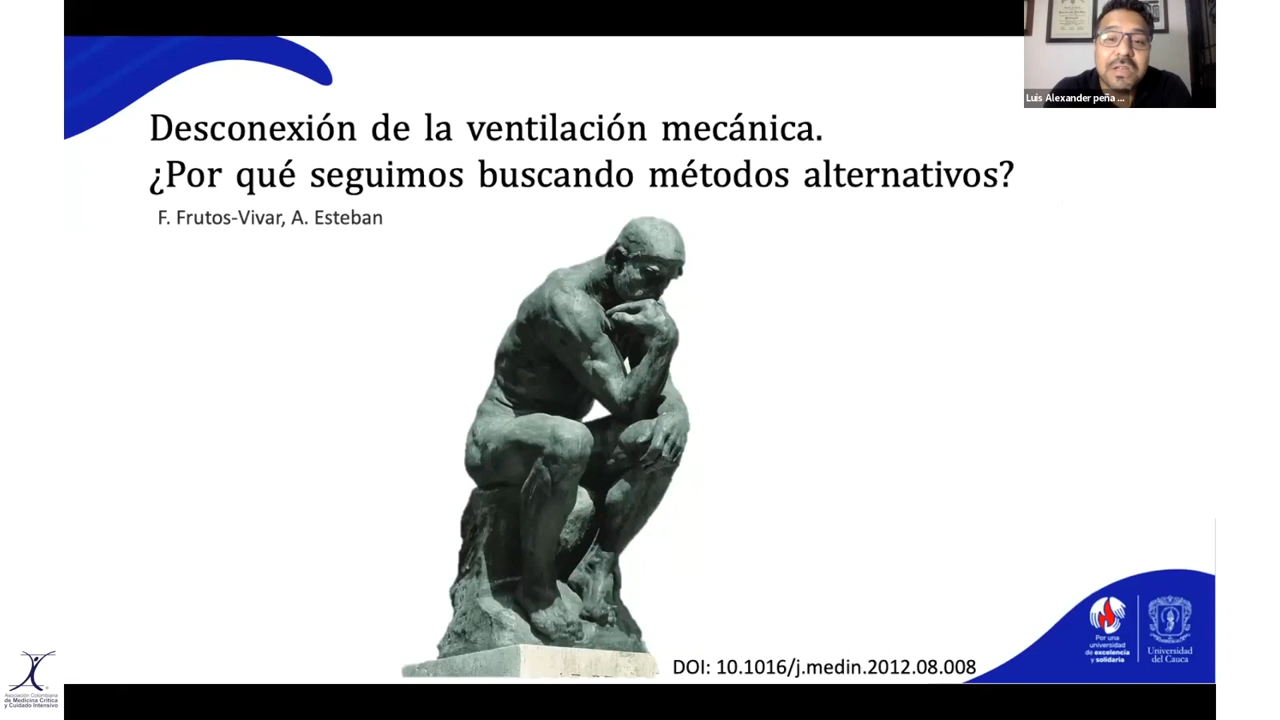 Luis Alexander peña ...
Desconexión de la ventilación mecánica.
¿Por qué seguimos buscando métodos alternativos?
F. Frutos-Vivar, A. Esteban
DOI: 10.1016/j.medin.2012.08.008
Por una
universidad
de excelencia
y solidaria
Universidad
del Cauca
Asociación Colombiana
de Medicina Crítica
y Cuidado Intensivo